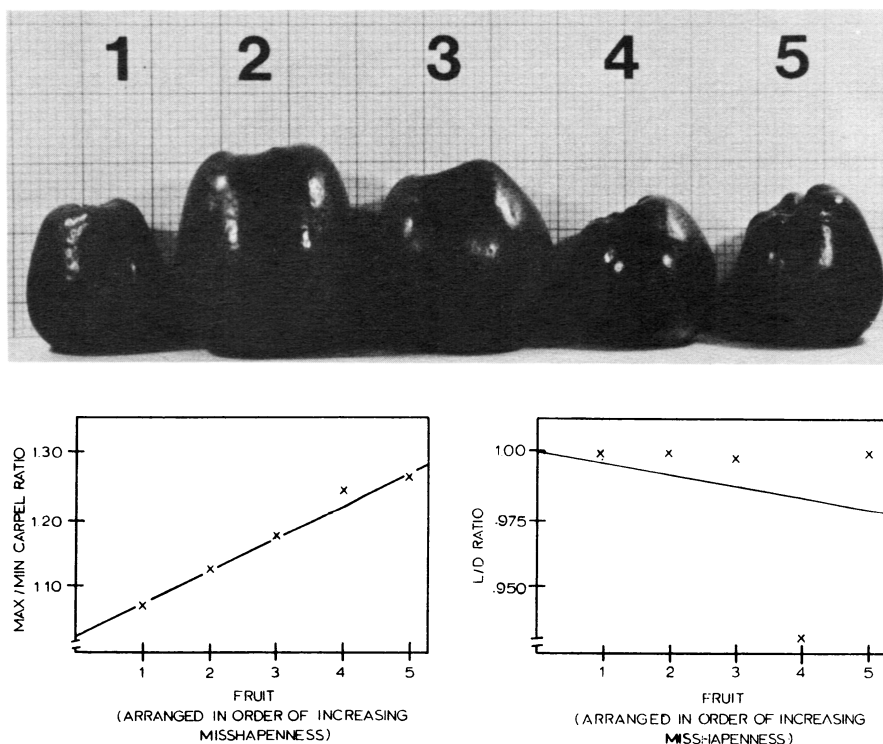 1 2 3 4 5
MAX/MIN CARPEL RATIO
1.30
1.20
1.10
1 2 3 4 5
FRUIT
(ARRANGED IN ORDER OF INCREASING
MISSHAPENNESS)
L/D RATIO
1.00
.975
.950
1 2 3 4 5
FRUIT
(ARRANGED IN ORDER OF INCREASING
MISSHAPENNESS)